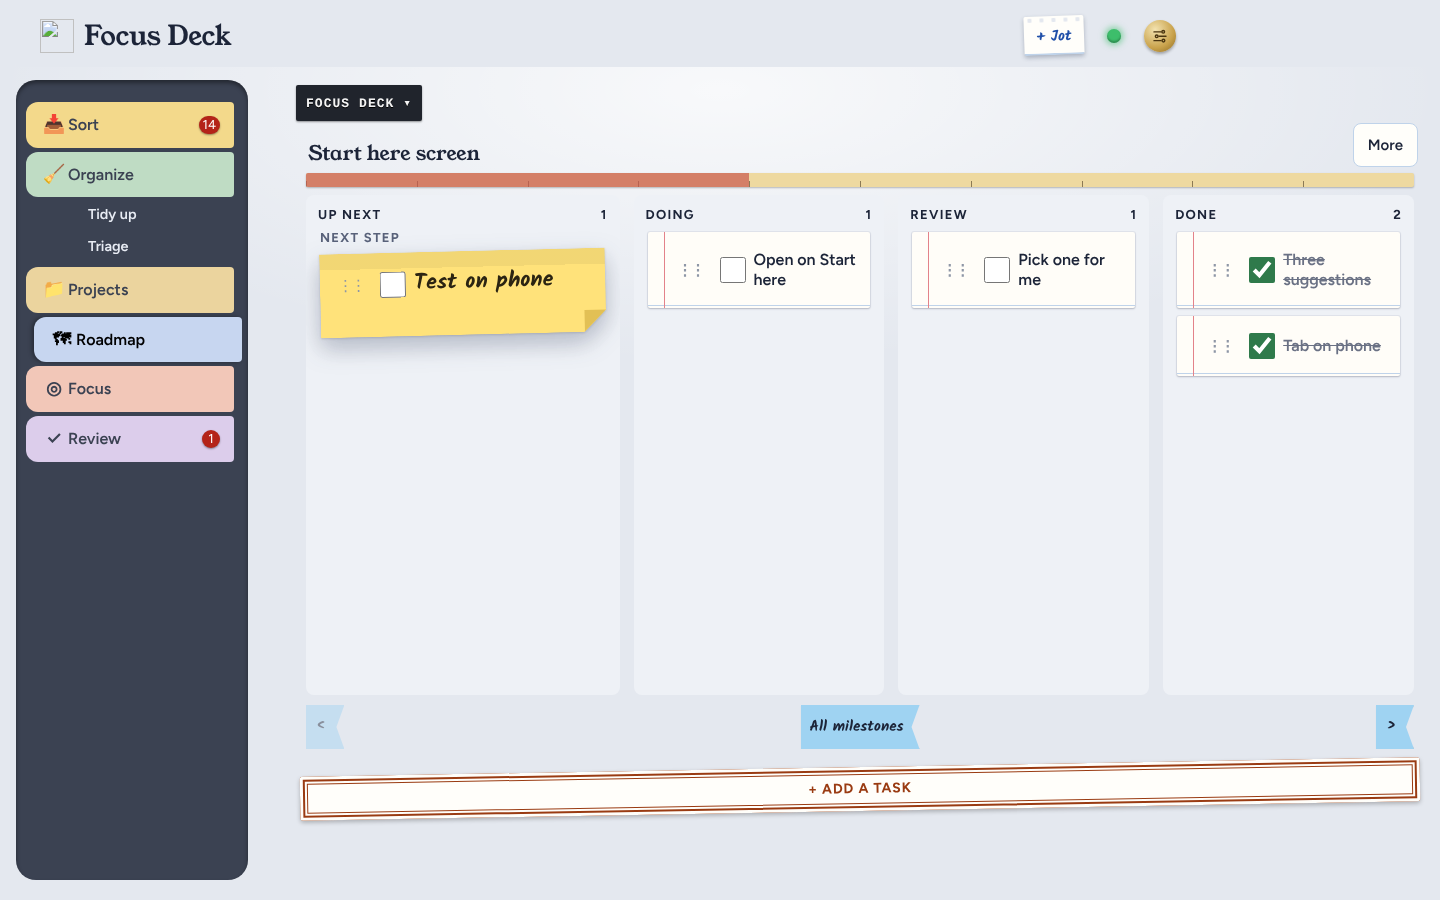 Focus Deck
+ Jot
Sort 14
Organize
Tidy up
Triage
Projects
Roadmap
Focus
Review 1
FOCUS DECK ▾
Start here screen
More
UP NEXT 1
NEXT STEP
Test on phone
DOING 1
Open on Start
here
REVIEW 1
Pick one for
me
DONE 2
Three
suggestions
Tab on phone
<
All milestones
>
+ ADD A TASK